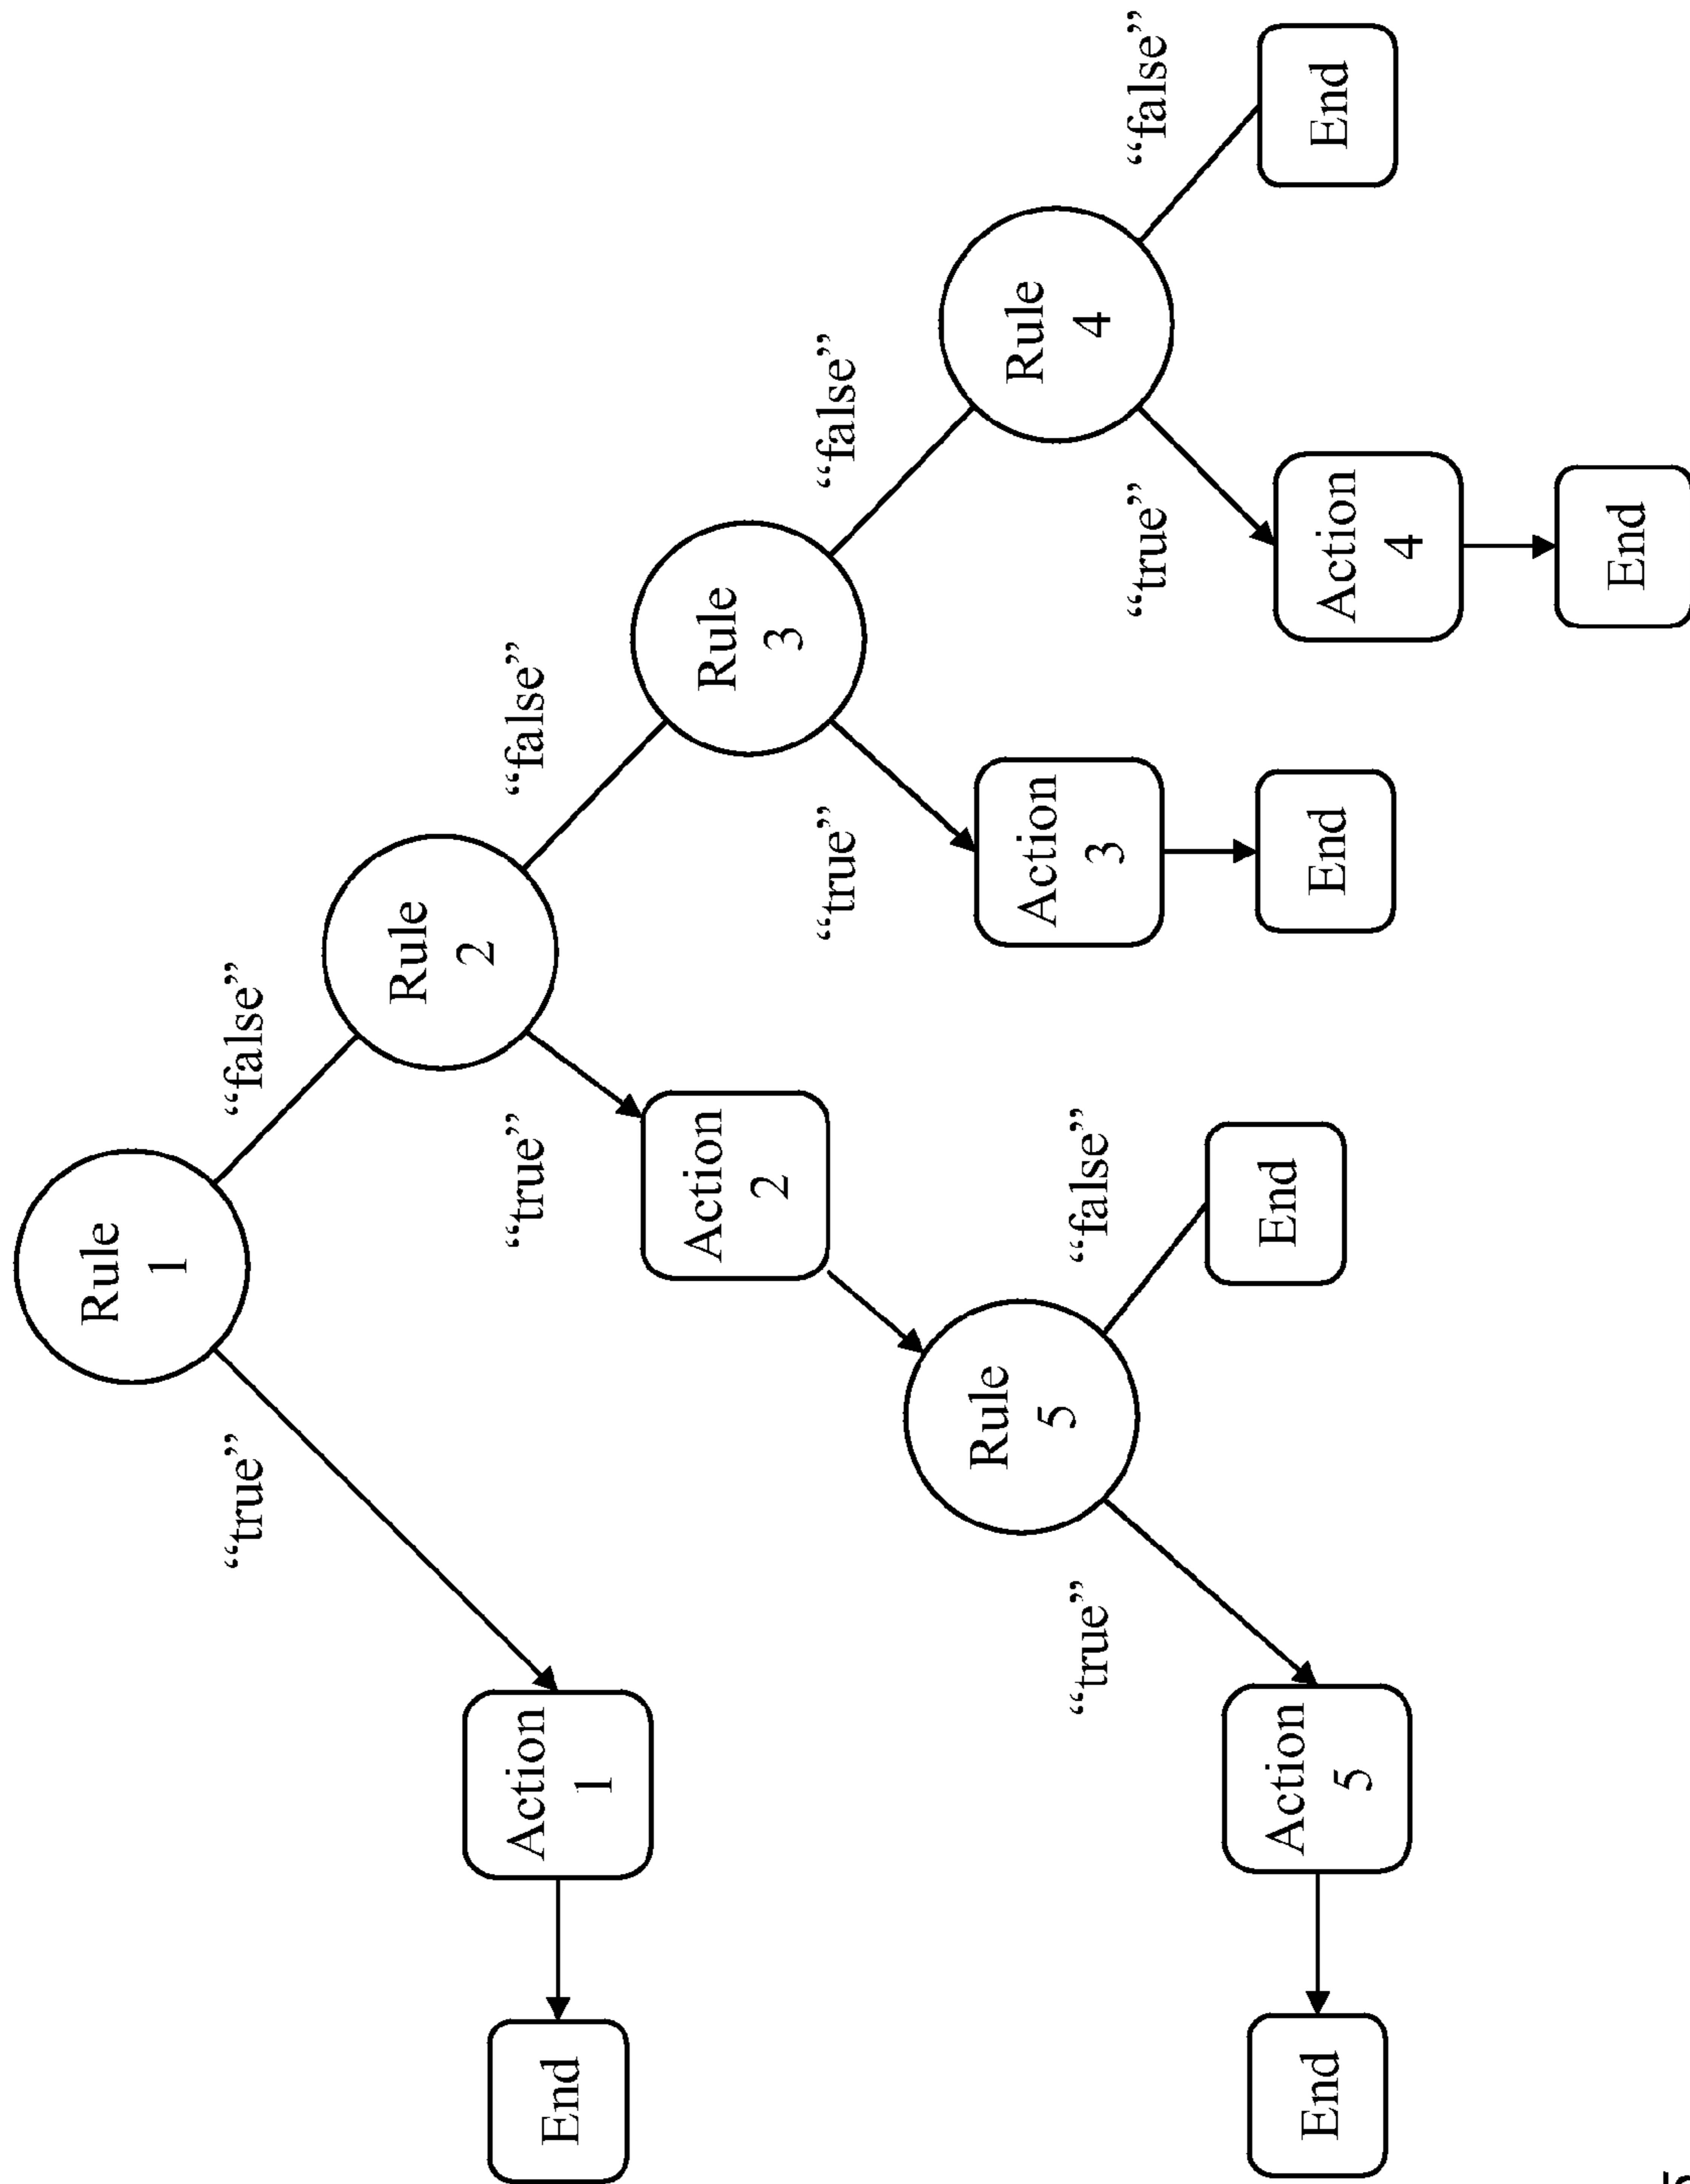 Rule
1
“true”
“false”
Rule
2
“true”
“false”
End
Action
1
Action
2
Rule
3
“true”
“false”
Rule
5
Action
3
Rule
4
“true”
“false”
“true”
“false”
End
Action
5
End
End
Action
4
End
End